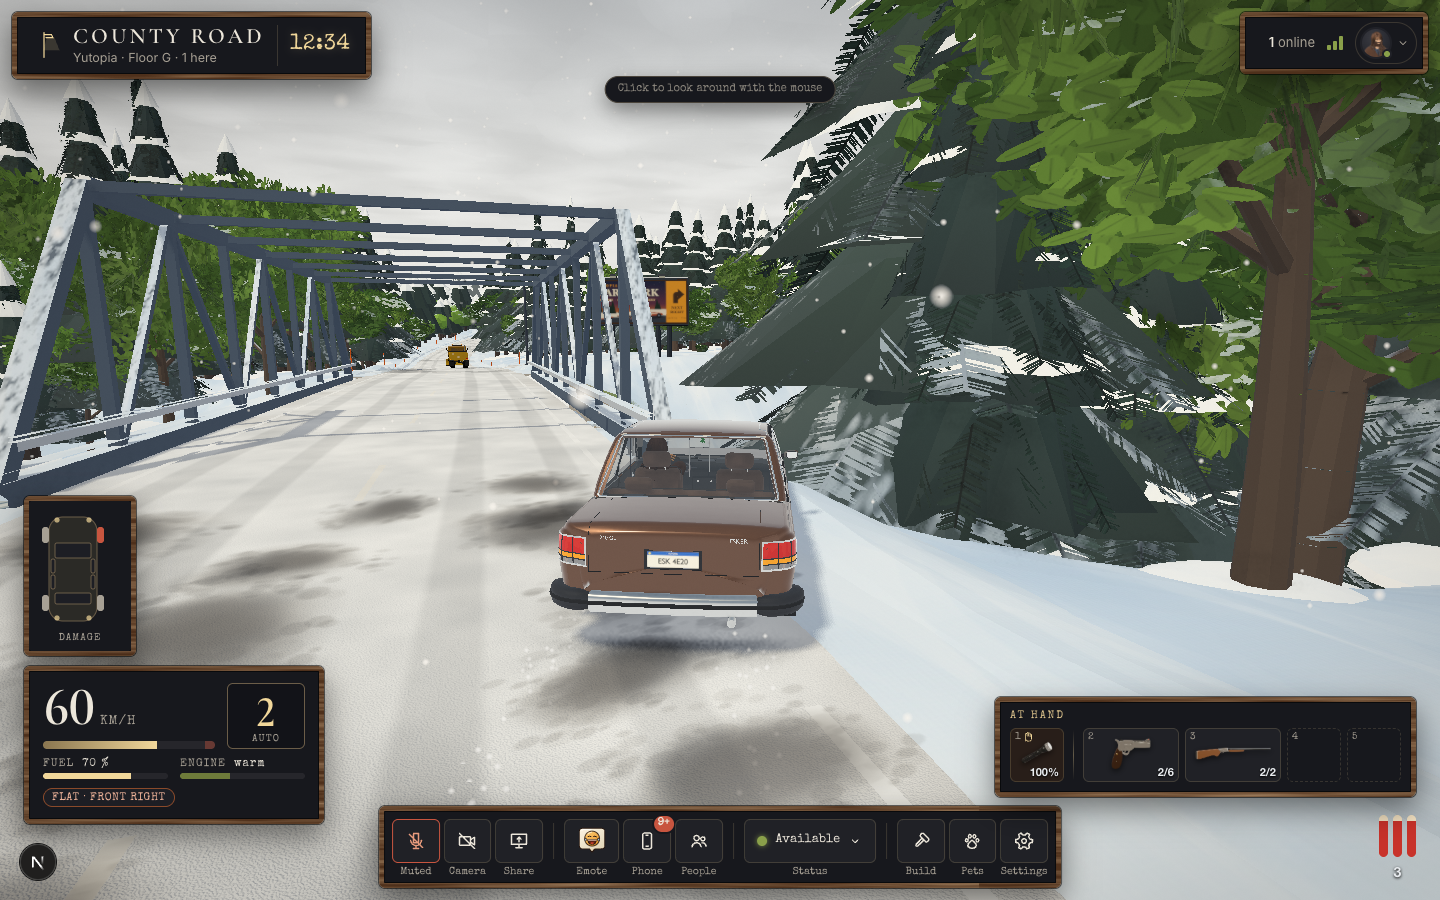 COUNTY ROAD
Yutopia · Floor G · 1 here
12:34
Click to look around with the mouse
1 online
ESK 4E20
DAMAGE
60 KM/H
2
AUTO
FUEL 70 %
ENGINE warm
FLAT · FRONT RIGHT
AT HAND
1
100%
2
2/6
3
2/2
4
5
N
9+
Available
Muted
Camera
Share
Emote
Phone
People
Status
Build
Pets
Settings
3